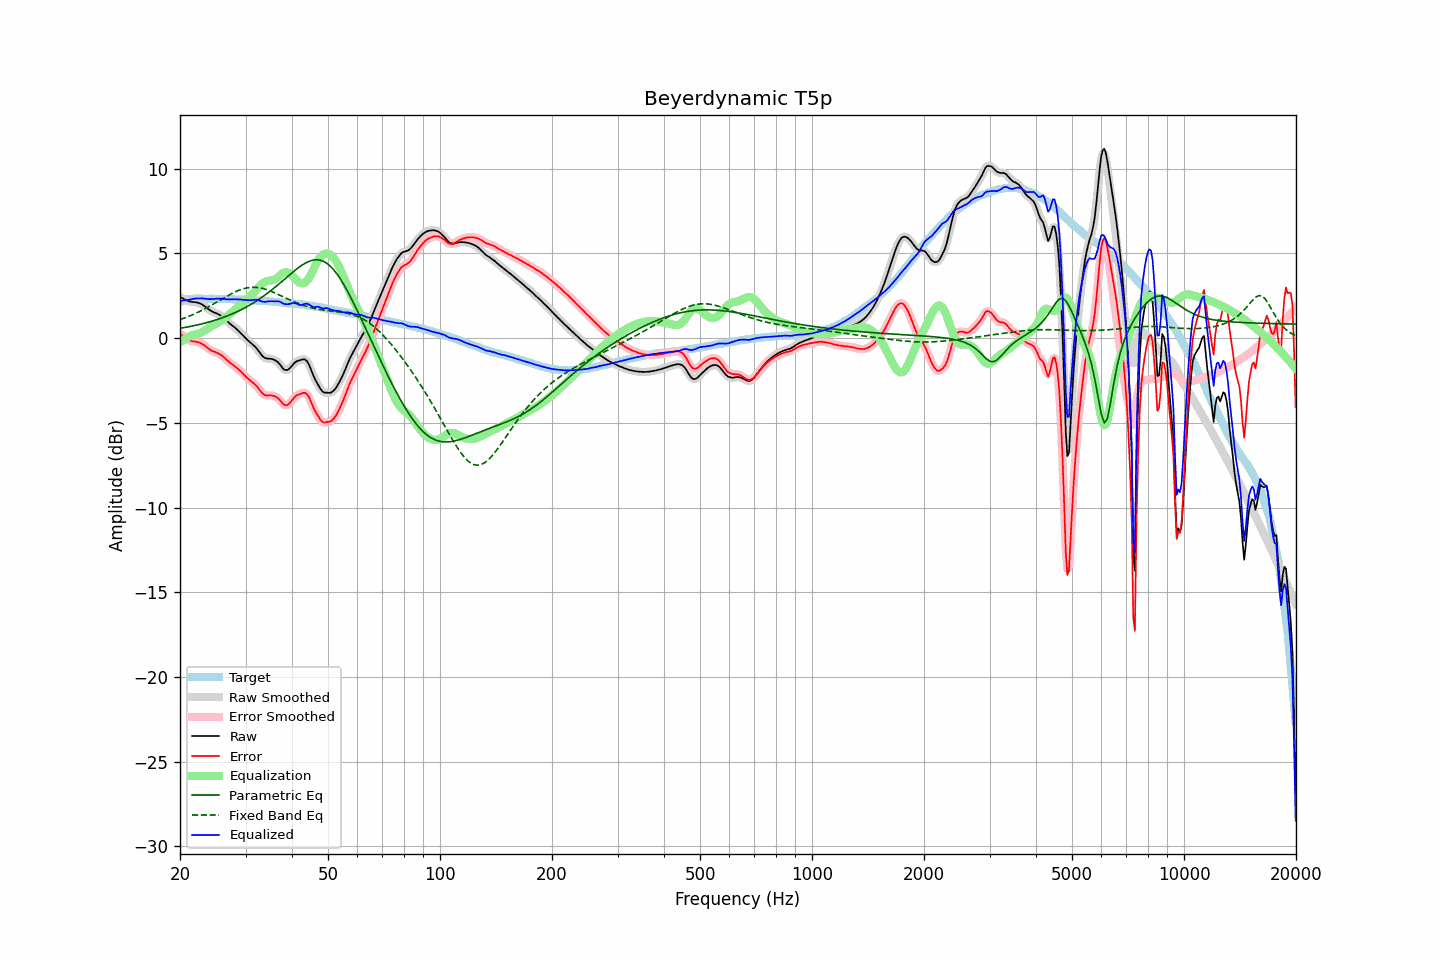 Beyerdynamic T5p
Amplitude (dBr)
10
5
0
−5
−10
−15
−20
−25
−30
Target
Raw Smoothed
Error Smoothed
Raw
Error
Equalization
Parametric Eq
Fixed Band Eq
Equalized
20 50 100 200 500 1000 2000 5000 10000 20000
Frequency (Hz)